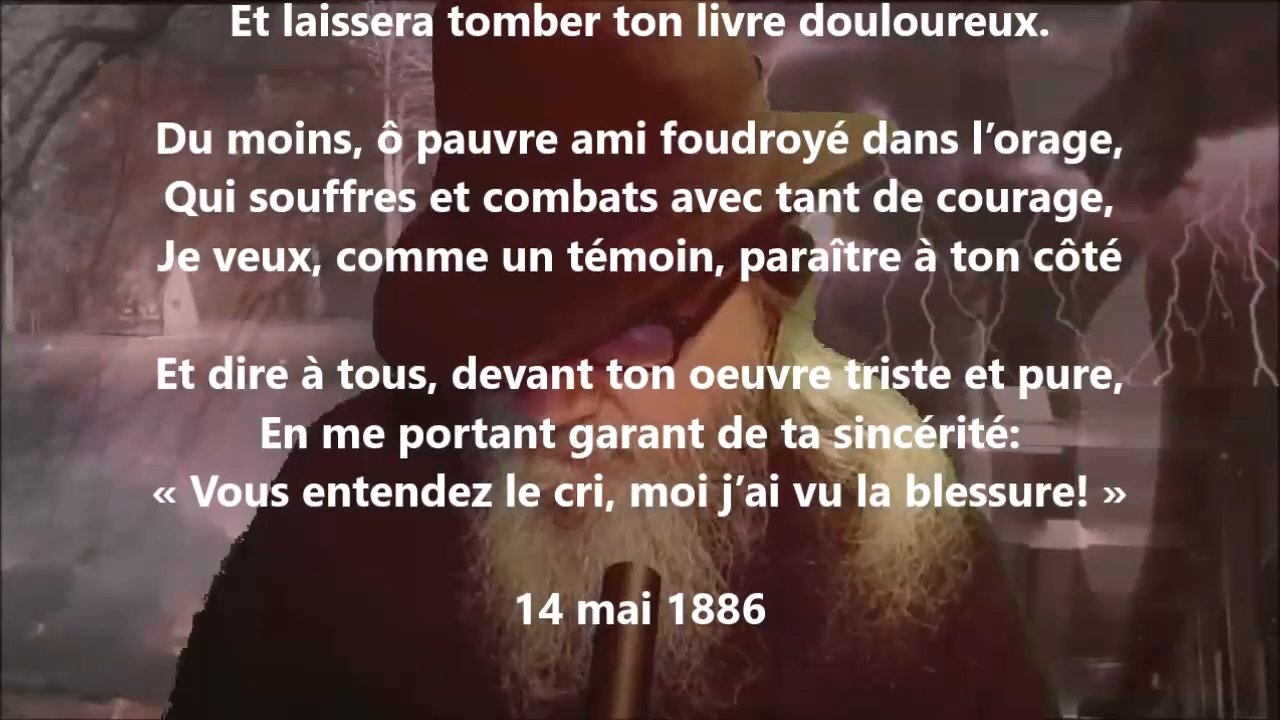 Et laissera tomber ton livre douloureux.
Du moins, ô pauvre ami foudroyé dans l’orage,
Qui souffres et combats avec tant de courage,
Je veux, comme un témoin, paraître à ton côté
Et dire à tous, devant ton oeuvre triste et pure,
En me portant garant de ta sincérité:
« Vous entendez le cri, moi j’ai vu la blessure! »
14 mai 1886